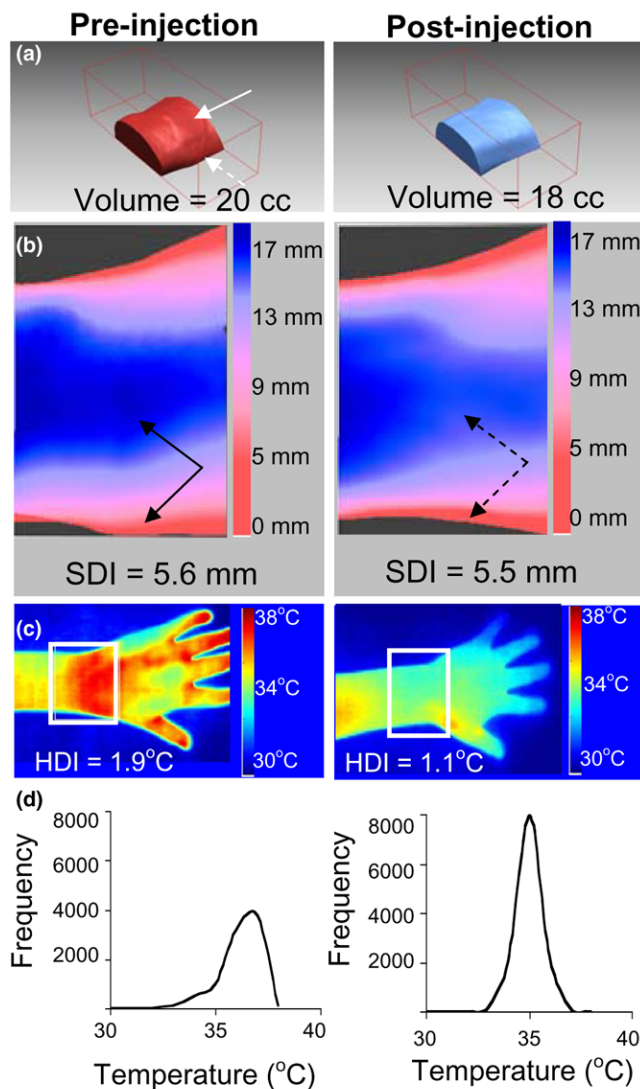 Pre-injection
Post-injection
(a)
Volume = 20 cc
Volume = 18 cc
(b)
17 mm
13 mm
9 mm
5 mm
0 mm
17 mm
13 mm
9 mm
5 mm
0 mm
SDI = 5.6 mm
SDI = 5.5 mm
(c)
38°C
34°C
30°C
HDI = 1.9°C
38°C
34°C
30°C
HDI = 1.1°C
(d)
Frequency
8000
6000
4000
2000
30
35
40
Temperature (°C)
Frequency
8000
6000
4000
2000
30
35
40
Temperature (°C)